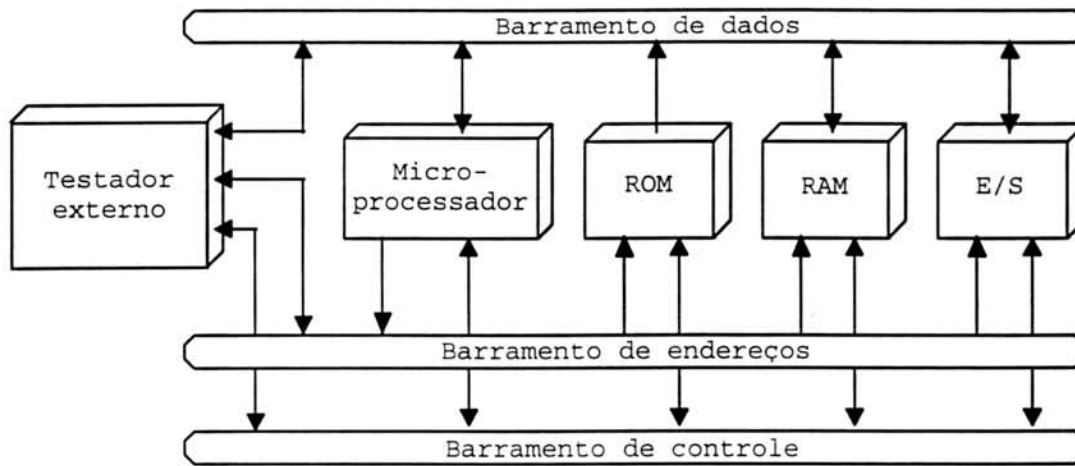 Barramento de dados
Testador
externo
Micro-
processador
ROM
RAM
E/S
Barramento de endereços
Barramento de controle